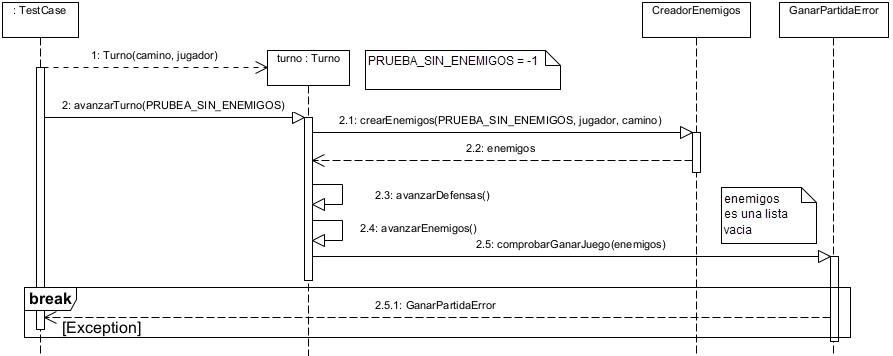 : TestCase
CreadorEnemigos
GanarPartidaError
1: Turno(camino, jugador)
turno : Turno
PRUEBA_SIN_ENEMIGOS = -1
2: avanzarTurno(PRUBEA_SIN_ENEMIGOS)
2.1: crearEnemigos(PRUEBA_SIN_ENEMIGOS, jugador, camino)
2.2: enemigos
2.3: avanzarDefensas()
enemigos
es una lista
vacia
2.4: avanzarEnemigos()
2.5: comprobarGanarJuego(enemigos)
break
2.5.1: GanarPartidaError
[Exception]